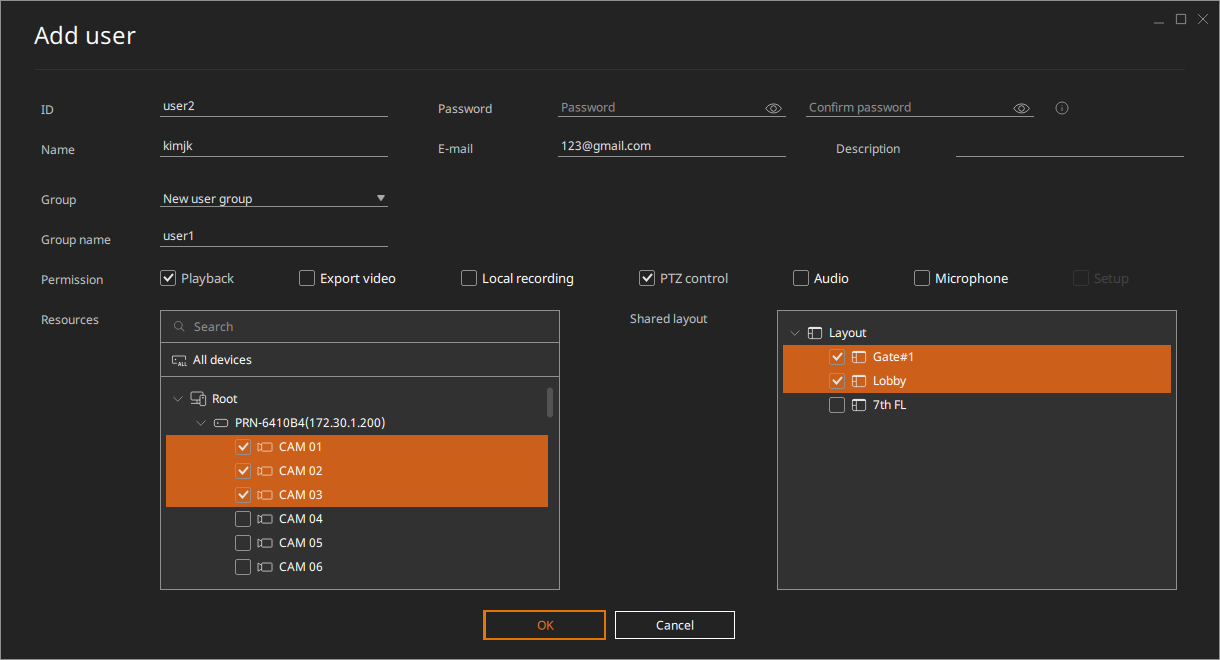 Add user
ID user2 Password Password Confirm password
Name kimjk E-mail 123@gmail.com Description
Group New user group
Group name user1
Permission Playback Export video Local recording PTZ control Audio Microphone Setup
Resources Search Shared layout
All devices
Root
PRN-6410B4(172.30.1.200)
CAM 01
CAM 02
CAM 03
CAM 04
CAM 05
CAM 06
Layout
Gate#1
Lobby
7th FL
OK Cancel